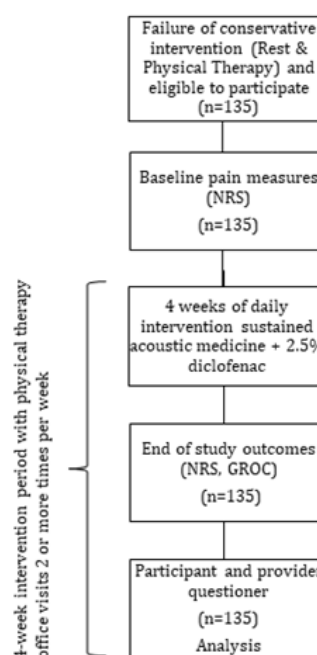 Failure of conservative
intervention (Rest &
Physical Therapy) and
eligible to participate
(n=135)
Baseline pain measures
(NRS)
(n=135)
4 weeks of daily
intervention sustained
acoustic medicine + 2.5%
diclofenac
End of study outcomes
(NRS, GROC)
(n=135)
Participant and provider
questioner
(n=135)
Analysis
4-week intervention period with physical therapy
office visits 2 or more times per week